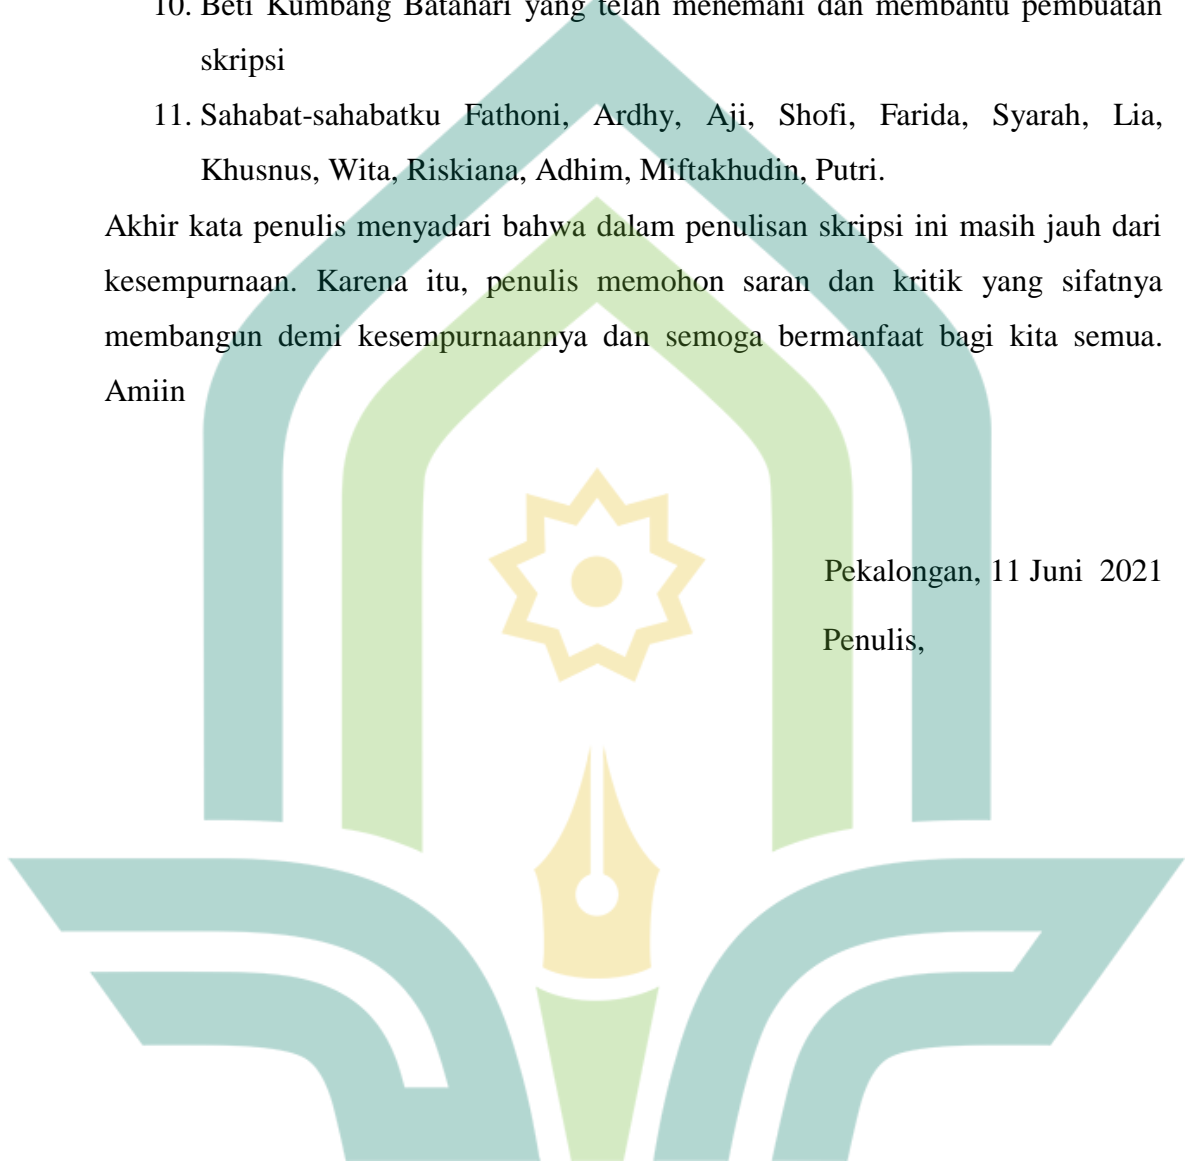 10. Beti Kumbang Batahari yang telah menemani dan membantu pembuatan
skripsi
11. Sahabat-sahabatku Fathoni, Ardhy, Aji, Shofi, Farida, Syarah, Lia,
Khusnus, Wita, Riskiana, Adhim, Miftakhudin, Putri.
Akhir kata penulis menyadari bahwa dalam penulisan skripsi ini masih jauh dari
kesempurnaan. Karena itu, penulis memohon saran dan kritik yang sifatnya
membangun demi kesempurnaannya dan semoga bermanfaat bagi kita semua.
Amiin
Pekalongan, 11 Juni  2021
Penulis,